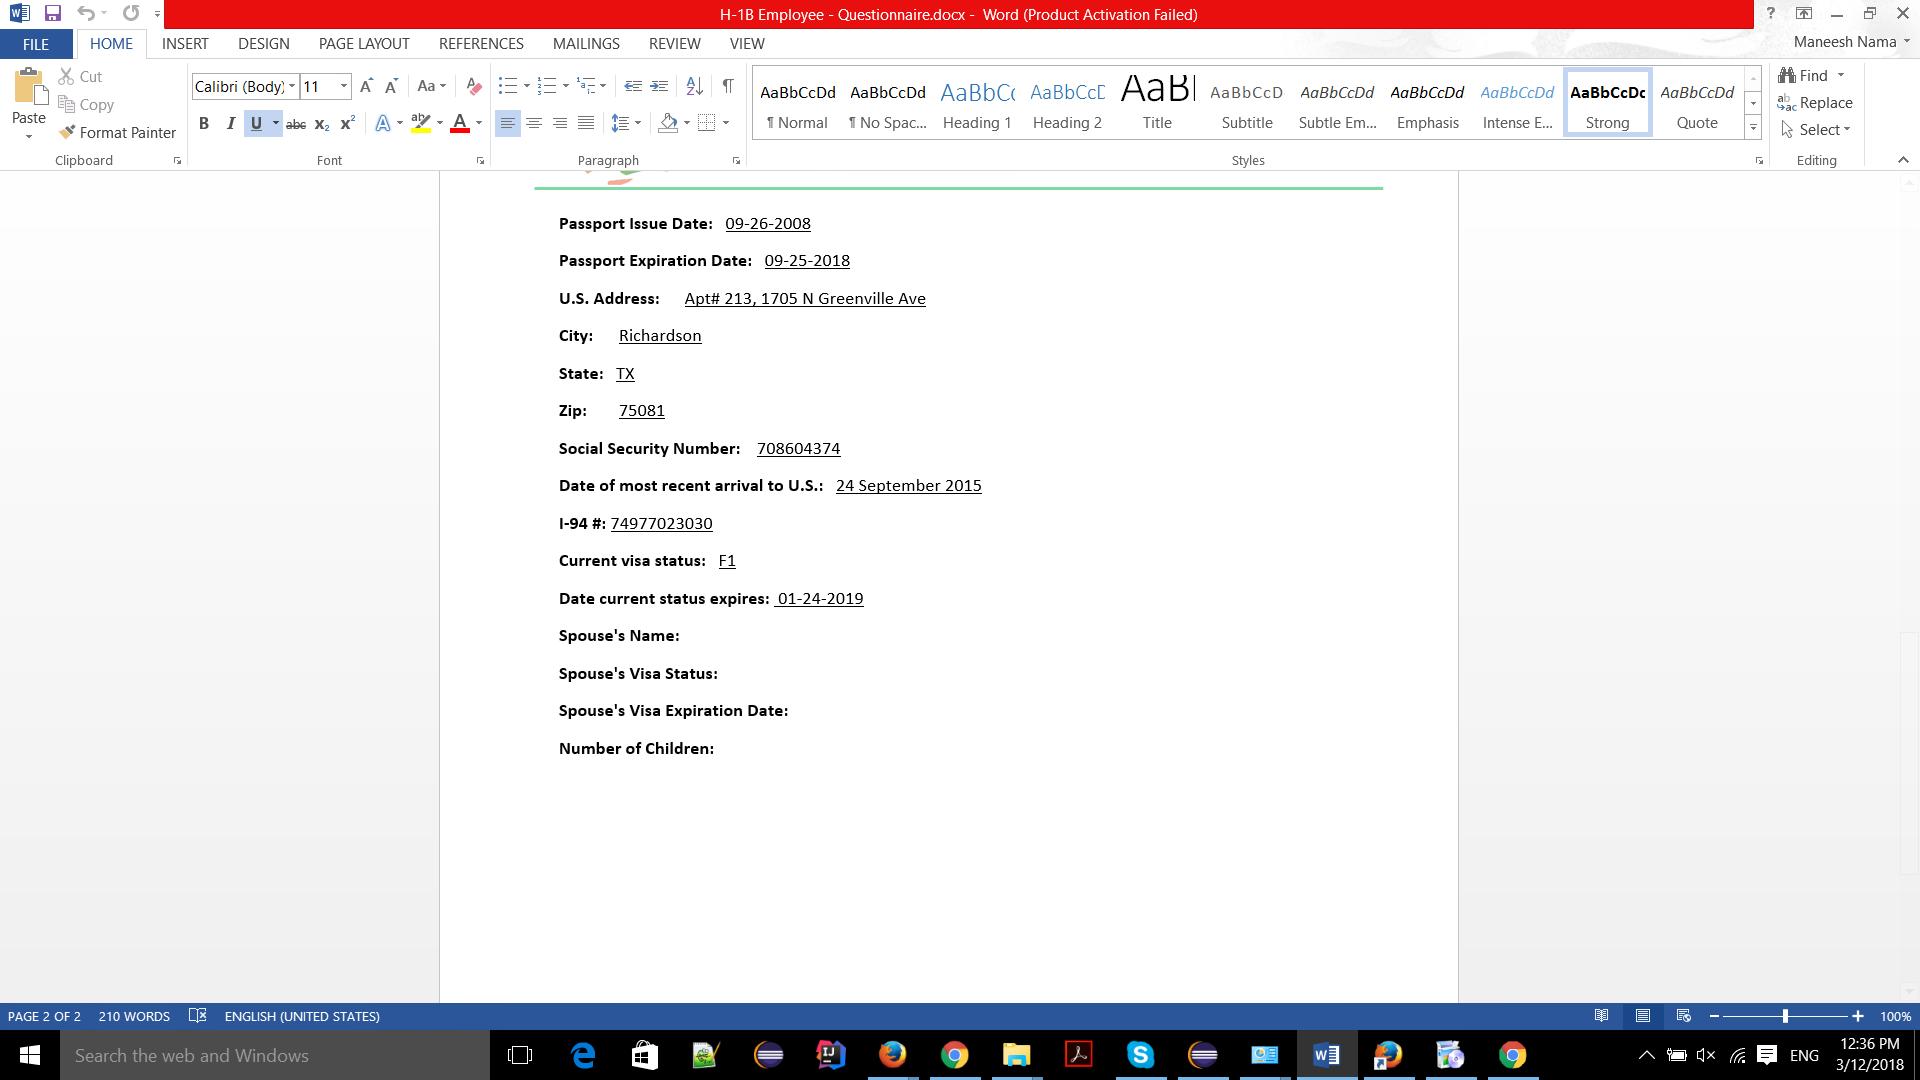 H-1B Employee - Questionnaire.docx - Word (Product Activation Failed)
FILE HOME INSERT DESIGN PAGE LAYOUT REFERENCES MAILINGS REVIEW VIEW Maneesh Nama
Paste
Cut
Copy
Format Painter
Clipboard
Calibri (Body) 11
Font
Paragraph
AaBbCcDd AaBbCcDd AaBbCc AaBbCcD AaBl AaBbCcD AaBbCcDd AaBbCcDd AaBbCcDd AaBbCcDc AaBbCcDd
¶ Normal ¶ No Spac... Heading 1 Heading 2 Title Subtitle Subtle Em... Emphasis Intense E... Strong Quote
Styles
Find
Replace
Select
Editing
Passport Issue Date: 09-26-2008
Passport Expiration Date: 09-25-2018
U.S. Address: Apt# 213, 1705 N Greenville Ave
City: Richardson
State: TX
Zip: 75081
Social Security Number: 708604374
Date of most recent arrival to U.S.: 24 September 2015
I-94 #: 74977023030
Current visa status: F1
Date current status expires: 01-24-2019
Spouse's Name:
Spouse's Visa Status:
Spouse's Visa Expiration Date:
Number of Children:
PAGE 2 OF 2 210 WORDS ENGLISH (UNITED STATES) 100%
Search the web and Windows
ENG
12:36 PM
3/12/2018